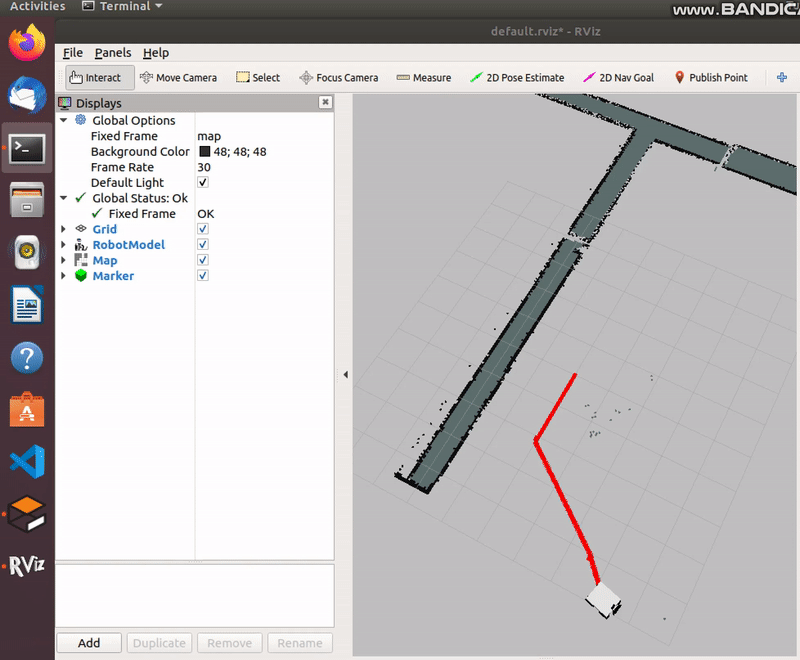 Activities
Terminal
www.BANDICA
default.rviz* - RViz
File Panels Help
Interact Move Camera Select Focus Camera Measure 2D Pose Estimate 2D Nav Goal Publish Point
Displays
Global Options
Fixed Frame map
Background Color 48; 48; 48
Frame Rate 30
Default Light
Global Status: Ok
Fixed Frame OK
Grid
RobotModel
Map
Marker
RViz
Add Duplicate Remove Rename